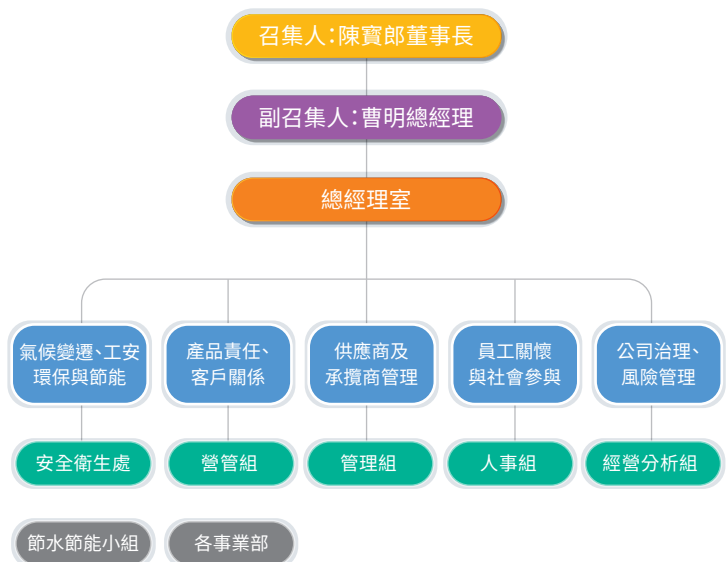 召集人：陳寶郎董事長
副召集人：曹明總經理
總經理室
氣候變遷、工安
環保與節能
產品責任、
客戶關係
供應商及
承攬商管理
員工關懷
與社會參與
公司治理、
風險管理
安全衛生處
營管組
管理組
人事組
經營分析組
節水節能小組
各事業部